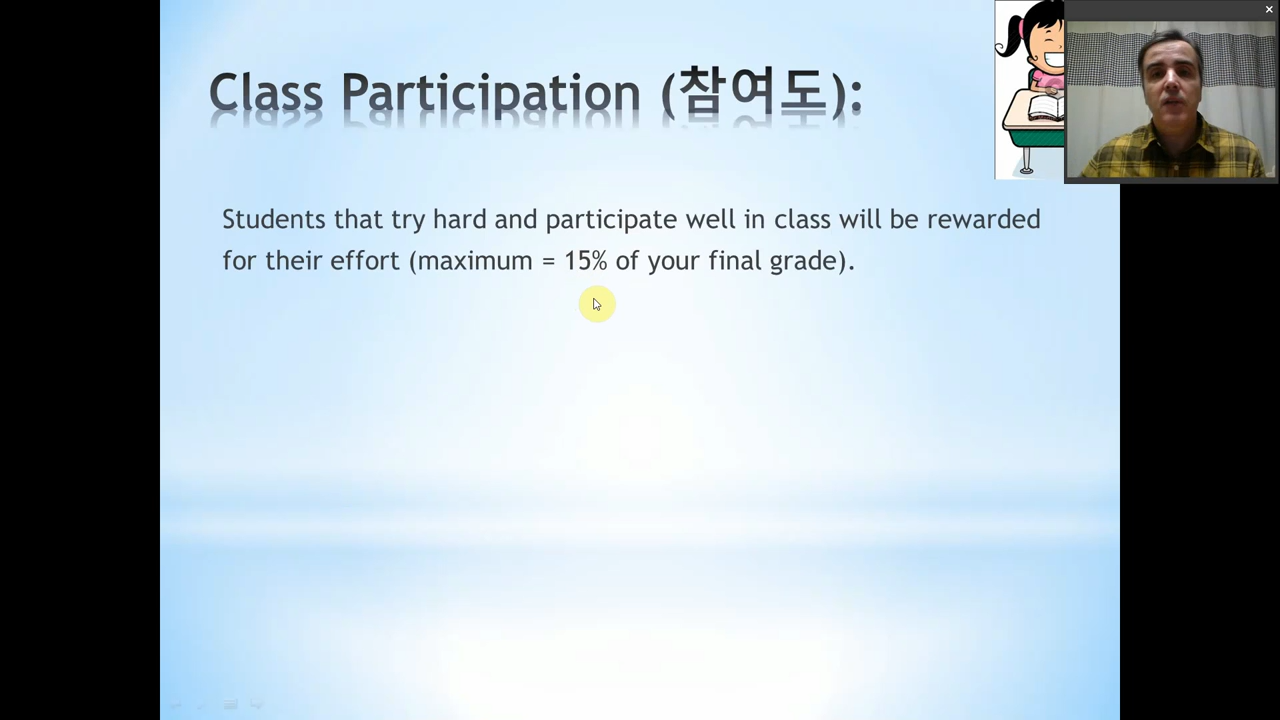 Class Participation (참여도):
Students that try hard and participate well in class will be rewarded
for their effort (maximum = 15% of your final grade).